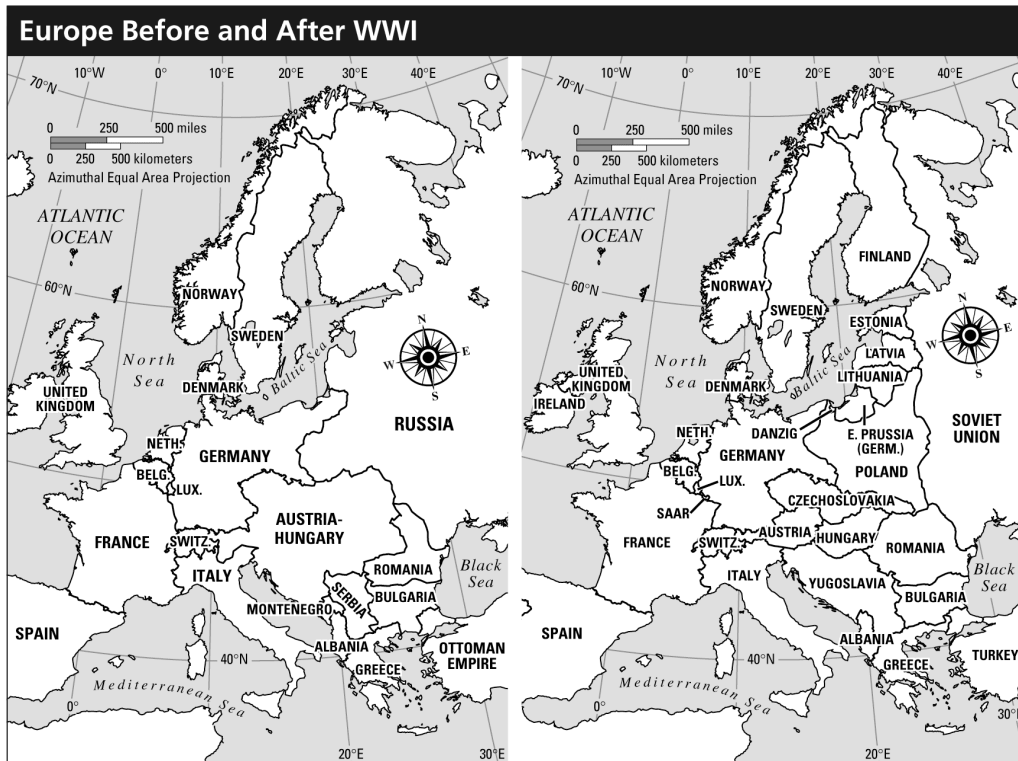 Europe Before and After WWI
10°W 0° 10°E 20°E 30°E 40°E
70°N
0 250 500 miles
0 250 500 kilometers
Azimuthal Equal Area Projection
ATLANTIC
OCEAN
60°N
NORWAY
SWEDEN
N
W E
S
North
Sea
Baltic Sea
DENMARK
UNITED
KINGDOM
RUSSIA
NETH.
GERMANY
BELG.
LUX.
AUSTRIA-
HUNGARY
FRANCE
SWITZ.
ITALY
ROMANIA
Black
Sea
SERBIA
BULGARIA
MONTENEGRO
SPAIN
ALBANIA
OTTOMAN
EMPIRE
40°N
GREECE
Mediterranean Sea
0°
20°E
30°E
10°W 0° 10°E 20°E 30°E 40°E
70°N
0 250 500 miles
0 250 500 kilometers
Azimuthal Equal Area Projection
ATLANTIC
OCEAN
FINLAND
60°N
NORWAY
SWEDEN
ESTONIA
N
W E
S
North
Sea
Baltic Sea
LATVIA
LITHUANIA
DENMARK
UNITED
KINGDOM
IRELAND
SOVIET
UNION
NETH.
DANZIG
E. PRUSSIA
(GERM.)
GERMANY
BELG.
POLAND
LUX.
CZECHOSLOVAKIA
SAAR
AUSTRIA
HUNGARY
FRANCE
SWITZ.
ROMANIA
ITALY
YUGOSLAVIA
Black
Sea
BULGARIA
SPAIN
ALBANIA
TURKEY
40°N
GREECE
Mediterranean Sea
0°
20°E
30°E